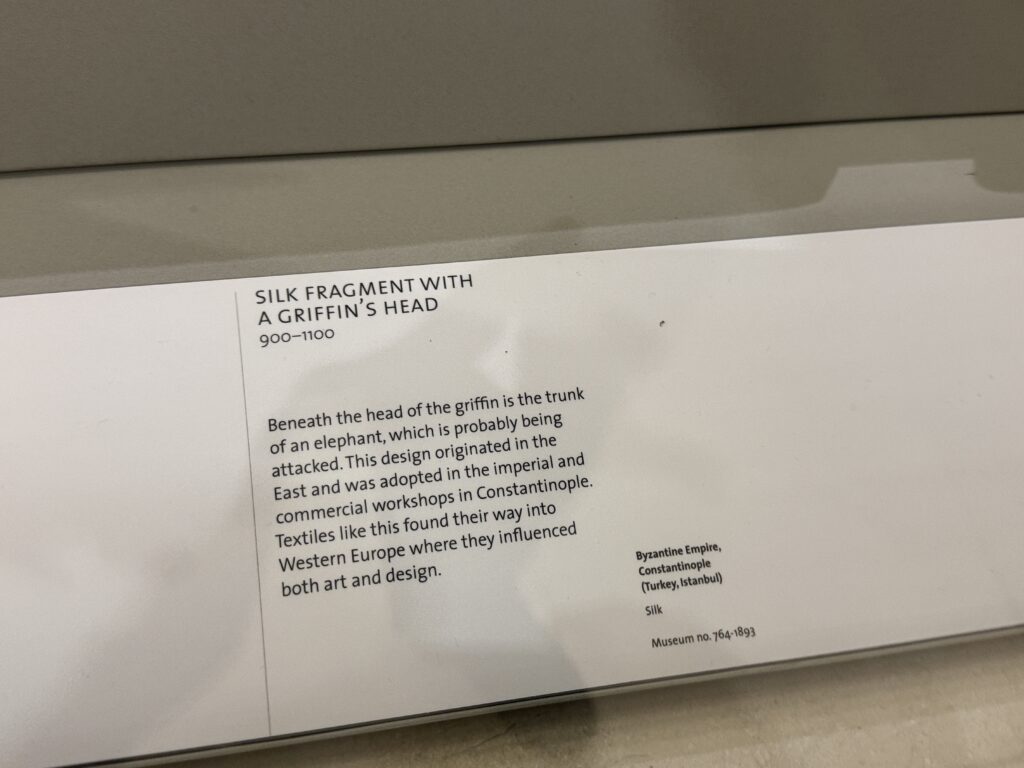 SILK FRAGMENT WITH
A GRIFFIN'S HEAD
900–1100
Beneath the head of the griffin is the trunk
of an elephant, which is probably being
attacked. This design originated in the
East and was adopted in the imperial and
commercial workshops in Constantinople.
Textiles like this found their way into
Western Europe where they influenced
both art and design.
Byzantine Empire,
Constantinople
(Turkey, Istanbul)
Silk
Museum no. 764-1893